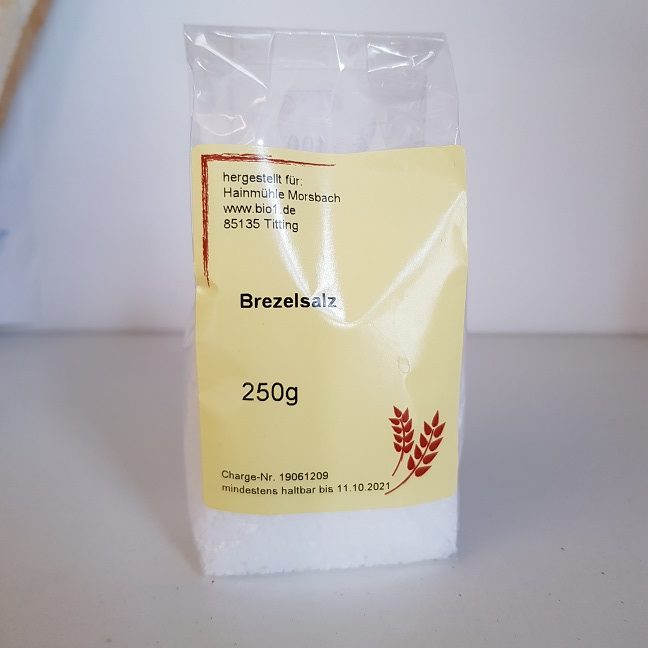 hergestellt für:
Hainmühle Morsbach
www.bio1.de
85135 Titting
Brezelsalz
250g
Charge-Nr. 19061209
mindestens haltbar bis 11.10.2021